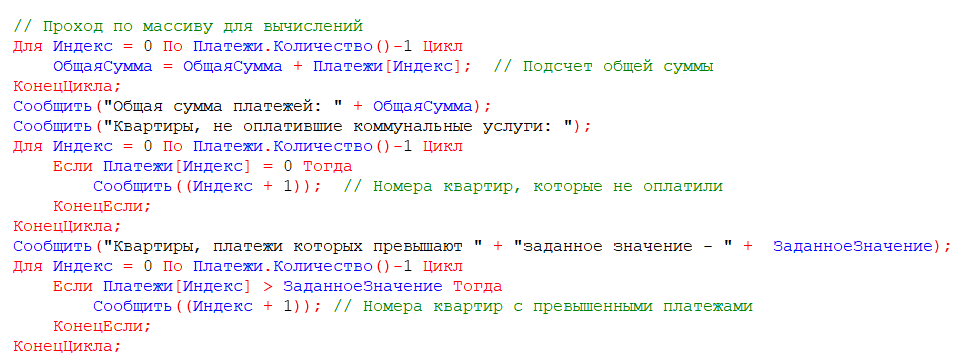 // Проход по массиву для вычислений
Для Индекс = 0 По Платежи.Количество()-1 Цикл
    ОбщаяСумма = ОбщаяСумма + Платежи[Индекс];  // Подсчет общей суммы
КонецЦикла;
Сообщить("Общая сумма платежей: " + ОбщаяСумма);
Сообщить("Квартиры, не оплатившие коммунальные услуги: ");
Для Индекс = 0 По Платежи.Количество()-1 Цикл
    Если Платежи[Индекс] = 0 Тогда
        Сообщить((Индекс + 1));  // Номера квартир, которые не оплатили
    КонецЕсли;
КонецЦикла;
Сообщить("Квартиры, платежи которых превышают " + "заданное значение - " +  ЗаданноеЗначение);
Для Индекс = 0 По Платежи.Количество()-1 Цикл
    Если Платежи[Индекс] > ЗаданноеЗначение Тогда
        Сообщить((Индекс + 1)); // Номера квартир с превышенными платежами
    КонецЕсли;
КонецЦикла;